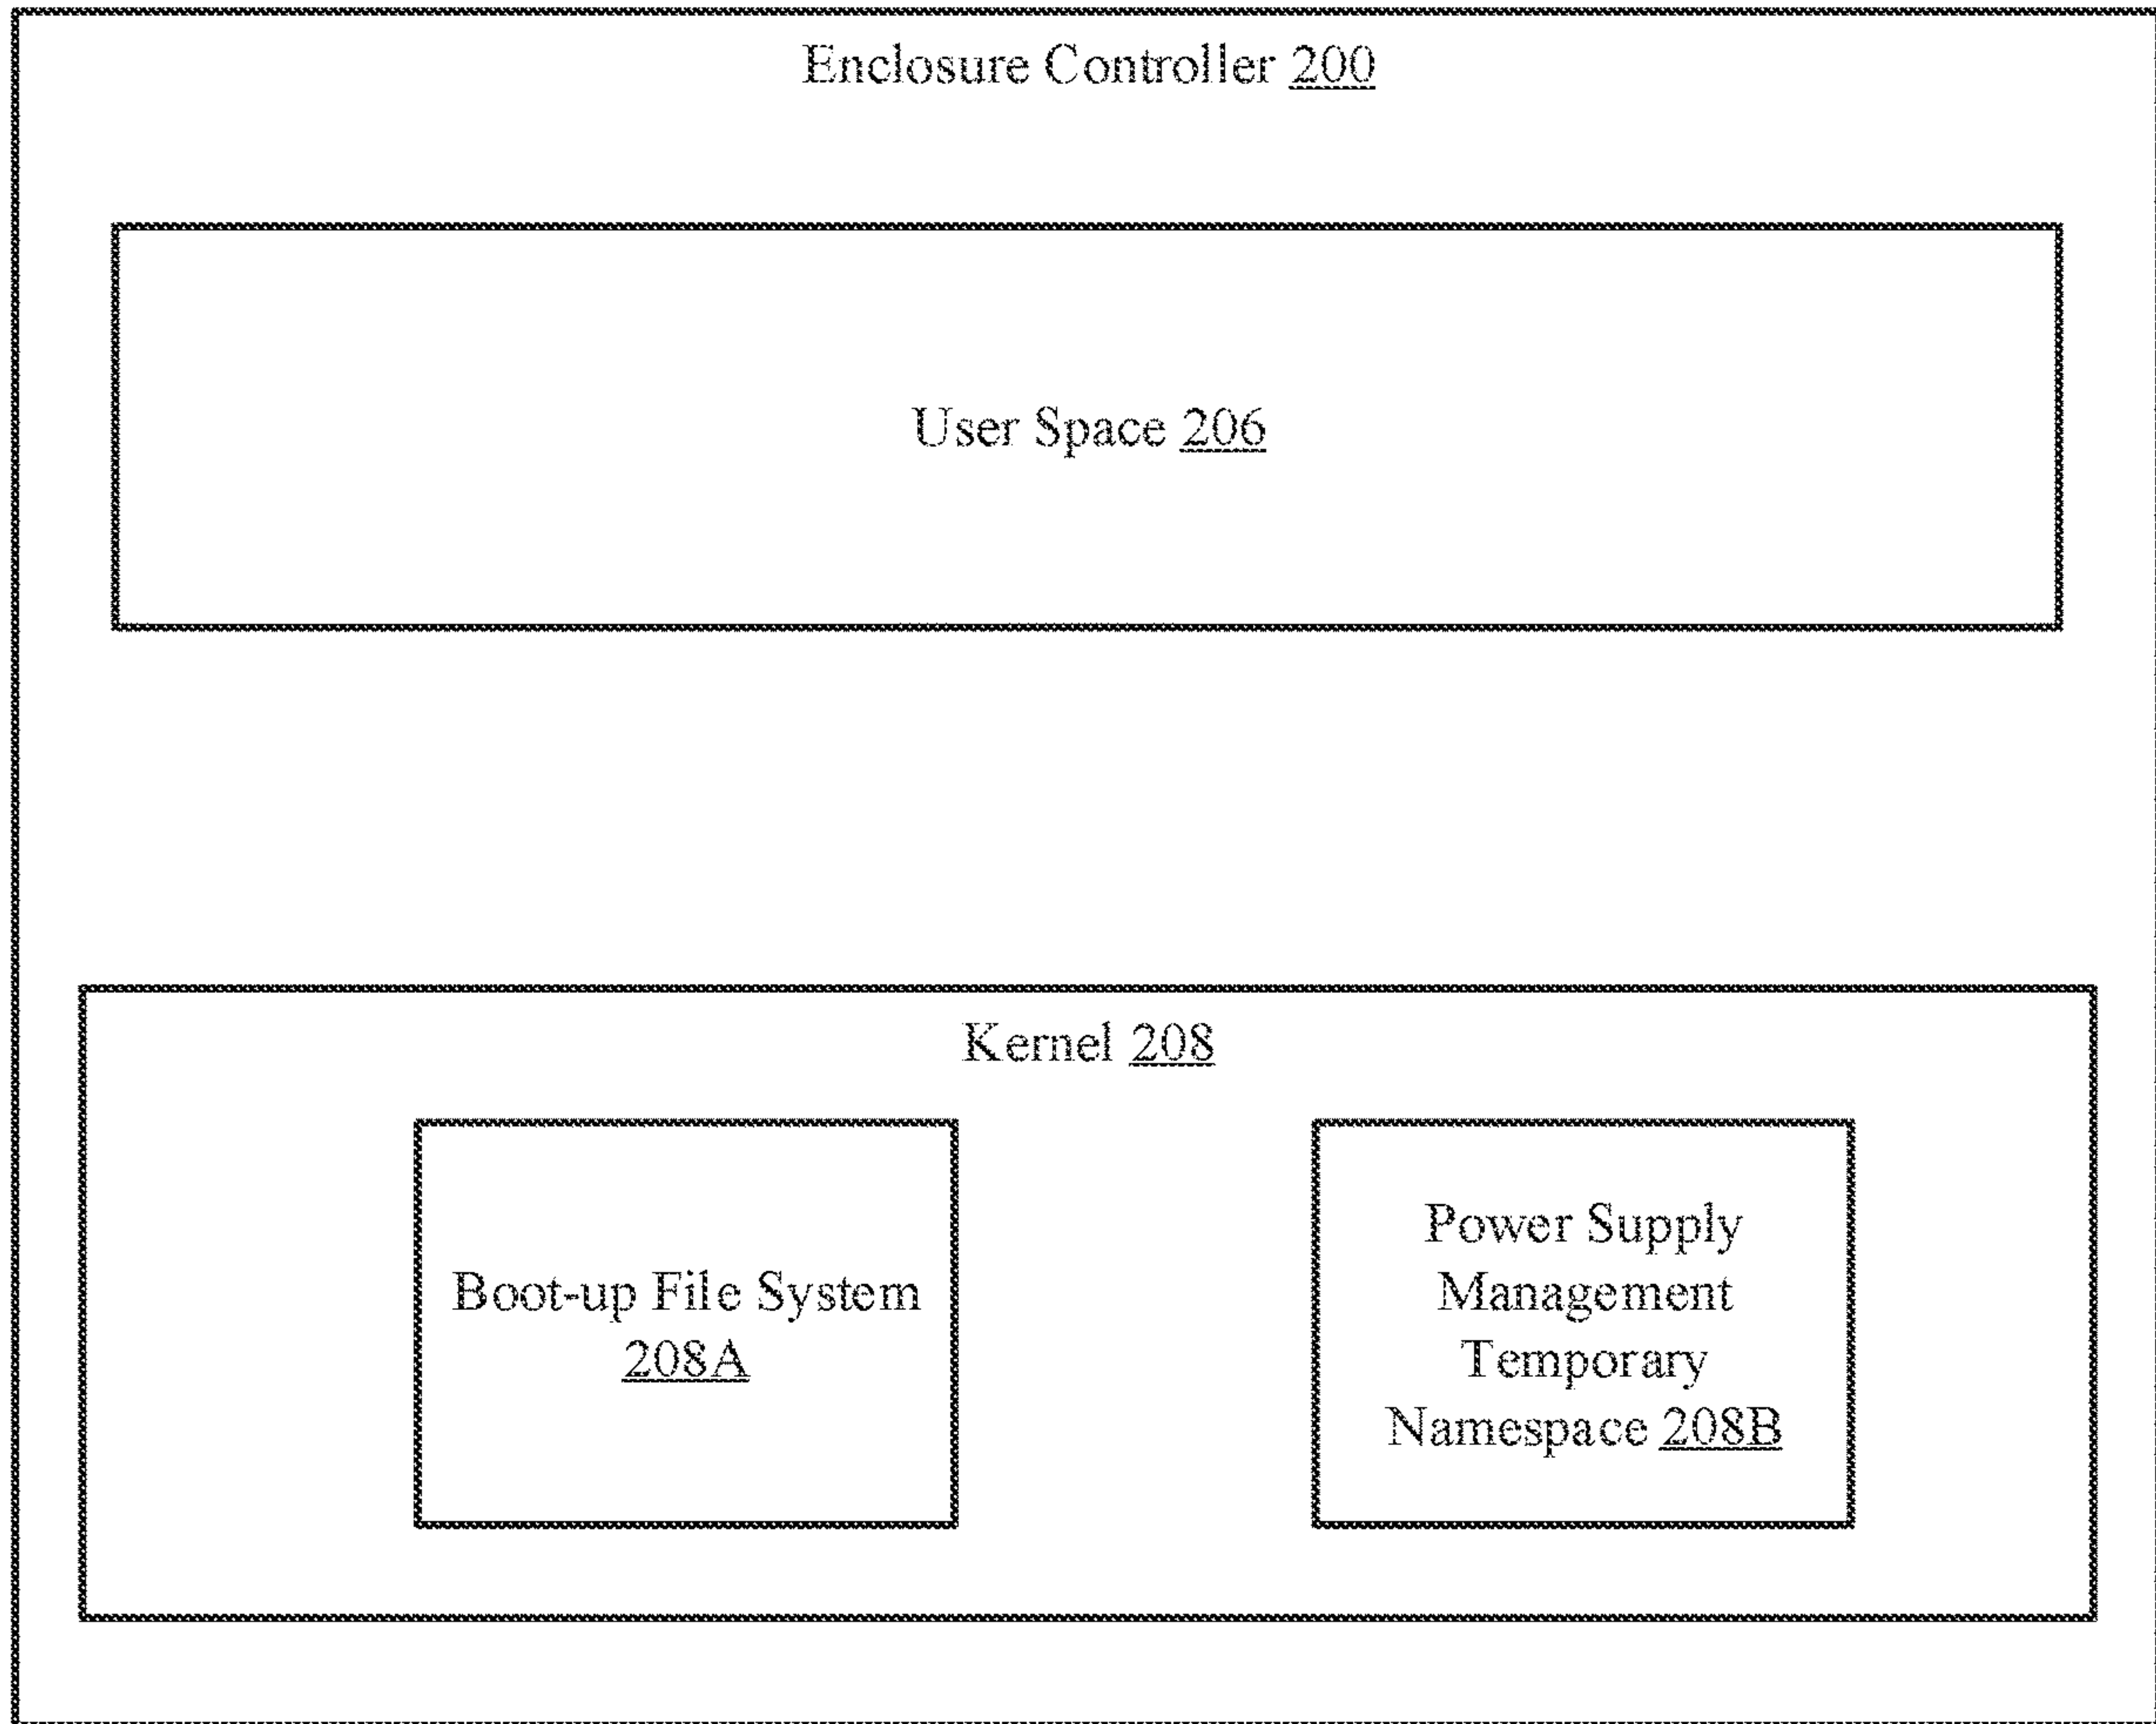 Enclosure Controller 200
User Space 206
Kernel 208
Boot-up File System
208A
Power Supply
Management
Temporary
Namespace 208B